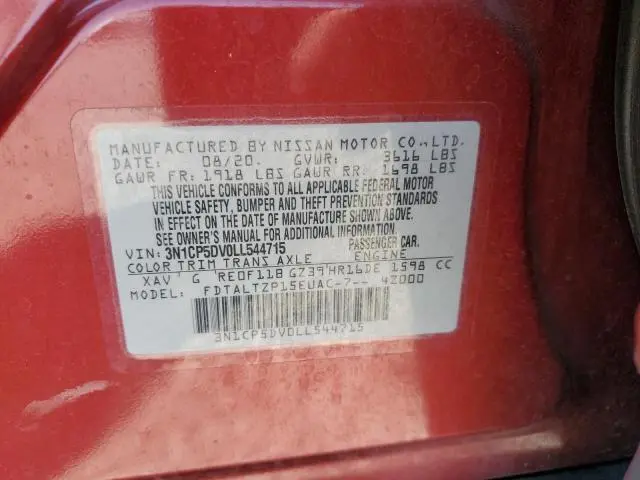 MANUFACTURED BY NISSAN MOTOR CO.,LTD.
DATE: 08/20. GVWR: 3616 LBS
GAWR FR: 1918 LBS GAWR RR: 1698 LBS
THIS VEHICLE CONFORMS TO ALL APPLICABLE FEDERAL MOTOR
VEHICLE SAFETY, BUMPER AND THEFT PREVENTION STANDARDS
IN EFFECT ON THE DATE OF MANUFACTURE SHOWN ABOVE.
SEE OWNER'S MANUAL FOR ADDITIONAL INFORMATION.
VIN: 3N1CP5DV0LL544715 PASSENGER CAR.
COLOR TRIM TRANS AXLE ENGINE
XAV G RE0F11B GZ39 HR16DE 1598 CC
MODEL: FDTALTZP15EUAC-7-- 4Z000
3N1CP5DV0LL544715